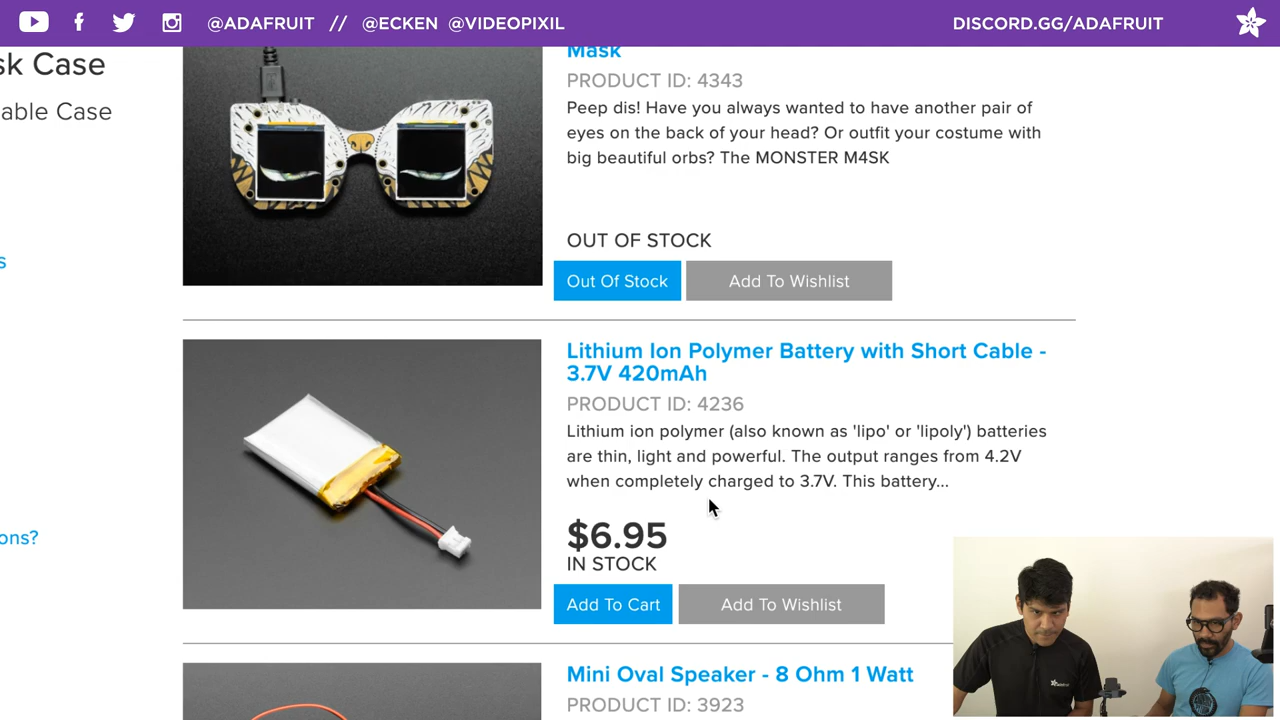 @ADAFRUIT // @ECKEN @VIDEOPIXIL
DISCORD.GG/ADAFRUIT
sk Case
able Case
s
ons?
Mask
PRODUCT ID: 4343
Peep dis! Have you always wanted to have another pair of
eyes on the back of your head? Or outfit your costume with
big beautiful orbs? The MONSTER M4SK
OUT OF STOCK
Out Of Stock
Add To Wishlist
Lithium Ion Polymer Battery with Short Cable -
3.7V 420mAh
PRODUCT ID: 4236
Lithium ion polymer (also known as 'lipo' or 'lipoly') batteries
are thin, light and powerful. The output ranges from 4.2V
when completely charged to 3.7V. This battery...
$6.95
IN STOCK
Add To Cart
Add To Wishlist
Mini Oval Speaker - 8 Ohm 1 Watt
PRODUCT ID: 3923